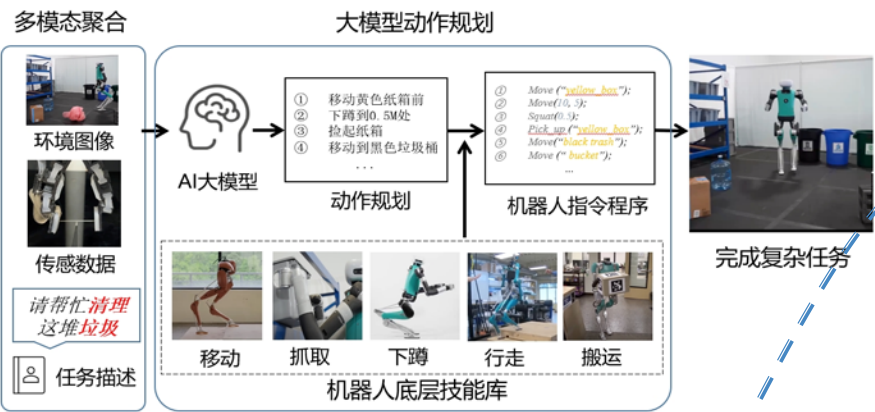 多模态聚合
大模型动作规划
环境图像
传感数据
请帮忙清理
这堆垃圾
任务描述
AI大模型
① 移动黄色纸箱前
② 下蹲到0.5M处
③ 捡起纸箱
④ 移动到黑色垃圾桶
...
动作规划
① Move ("yellow_box");
② Move(10, 5);
③ Squat(0.5);
④ Pick_up ("yellow_box");
⑤ Move("black trash");
⑥ Move (" bucket");
...
机器人指令程序
移动
抓取
下蹲
行走
搬运
机器人底层技能库
完成复杂任务